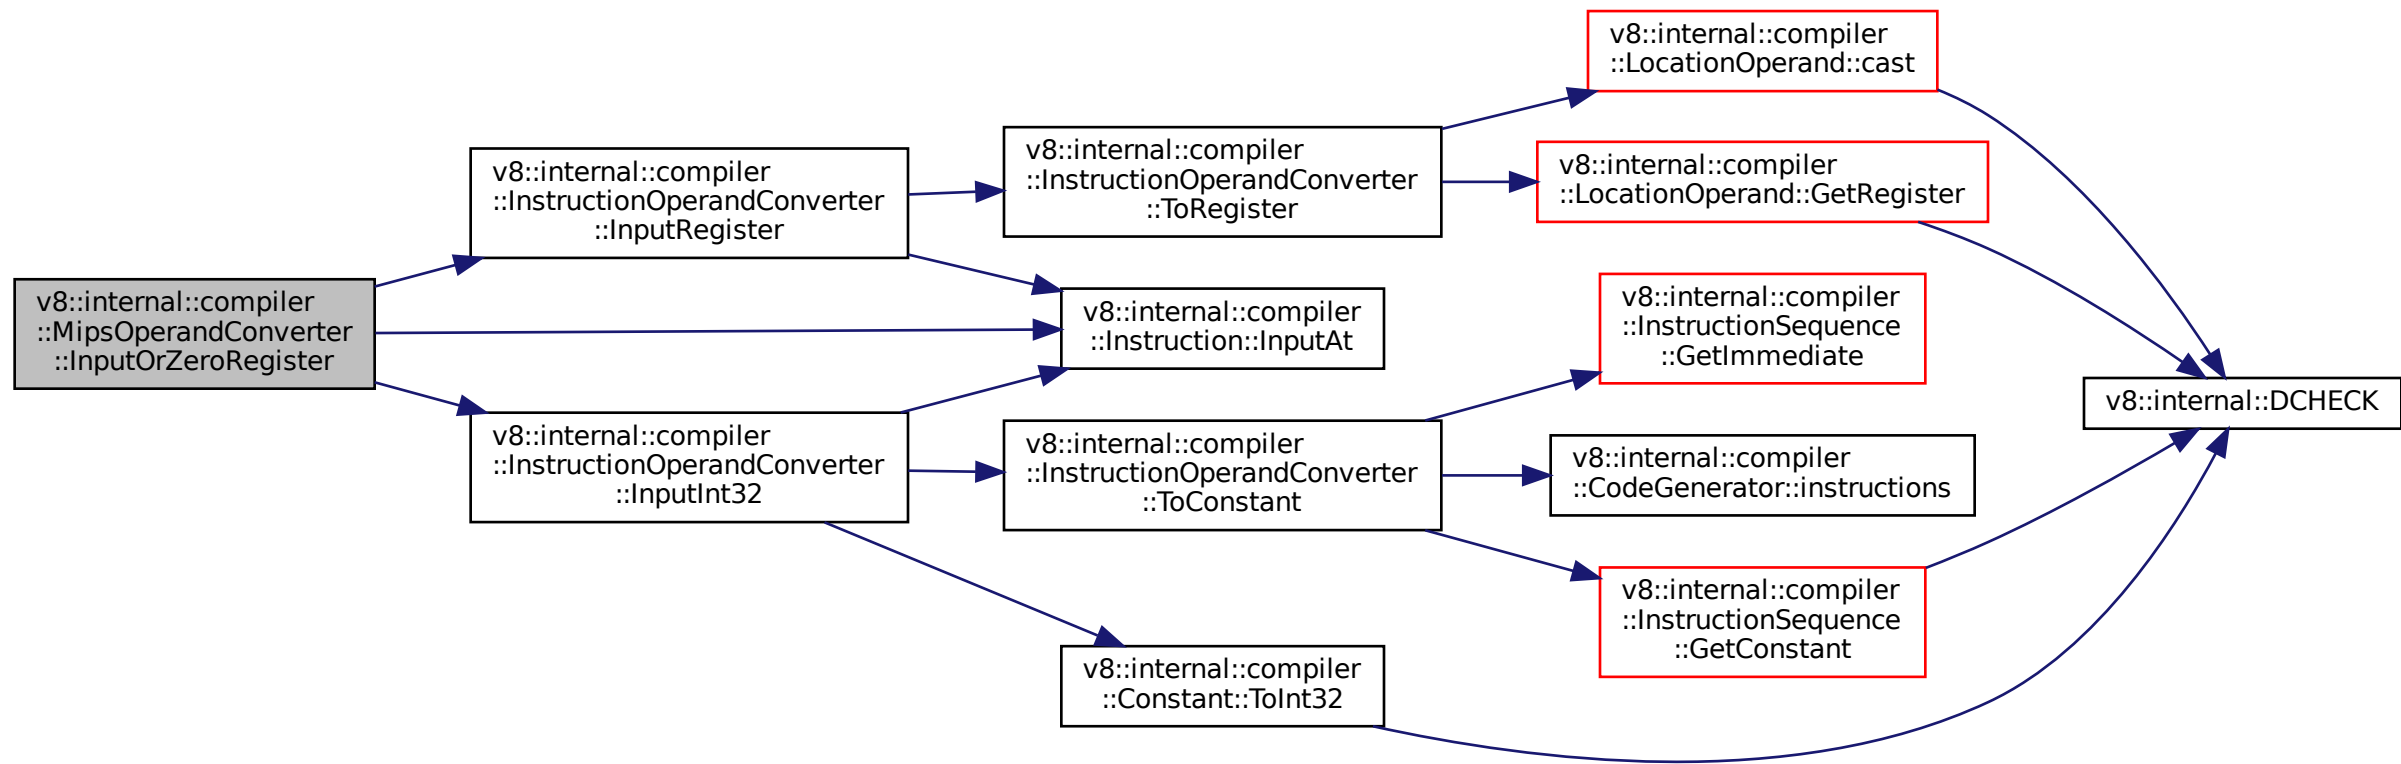 v8::internal::compiler
::MipsOperandConverter
::InputOrZeroRegister
v8::internal::compiler
::InstructionOperandConverter
::InputRegister
v8::internal::compiler
::InstructionOperandConverter
::InputInt32
v8::internal::compiler
::InstructionOperandConverter
::ToRegister
v8::internal::compiler
::Instruction::InputAt
v8::internal::compiler
::InstructionOperandConverter
::ToConstant
v8::internal::compiler
::Constant::ToInt32
v8::internal::compiler
::LocationOperand::cast
v8::internal::compiler
::LocationOperand::GetRegister
v8::internal::compiler
::InstructionSequence
::GetImmediate
v8::internal::compiler
::CodeGenerator::instructions
v8::internal::compiler
::InstructionSequence
::GetConstant
v8::internal::DCHECK